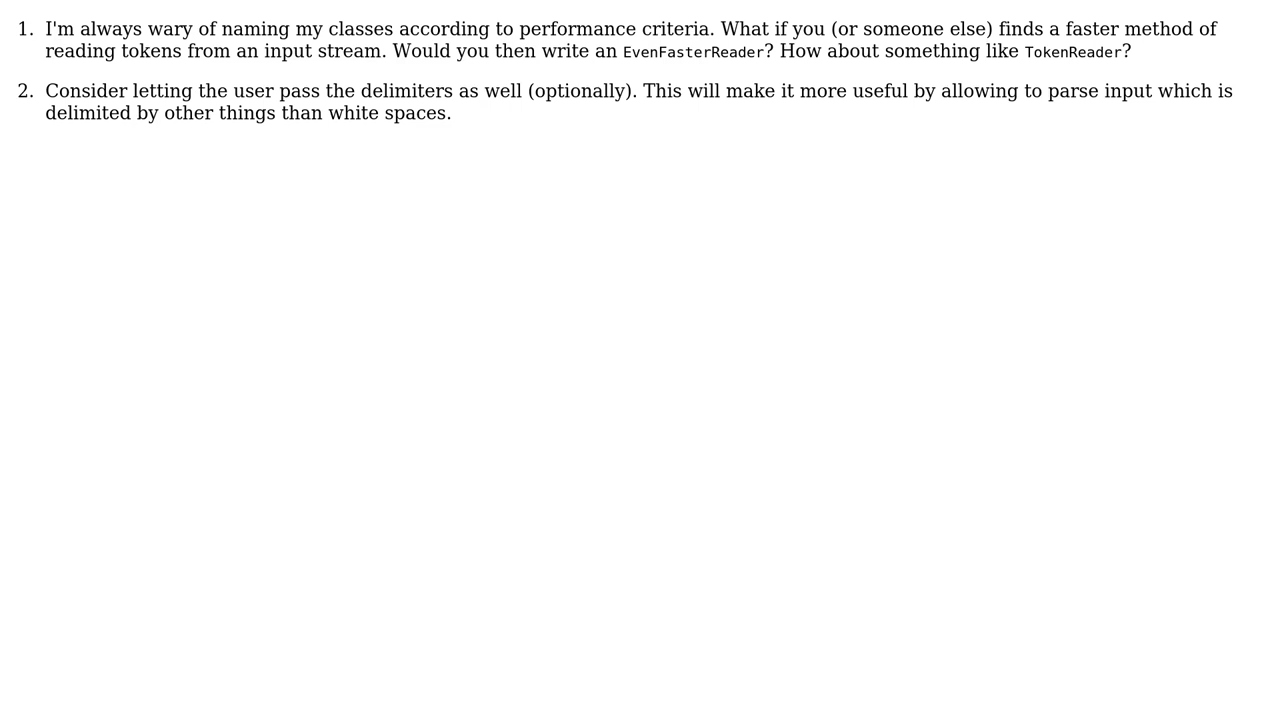 1. I'm always wary of naming my classes according to performance criteria. What if you (or someone else) finds a faster method of
reading tokens from an input stream. Would you then write an EvenFasterReader? How about something like TokenReader?
2. Consider letting the user pass the delimiters as well (optionally). This will make it more useful by allowing to parse input which is
delimited by other things than white spaces.